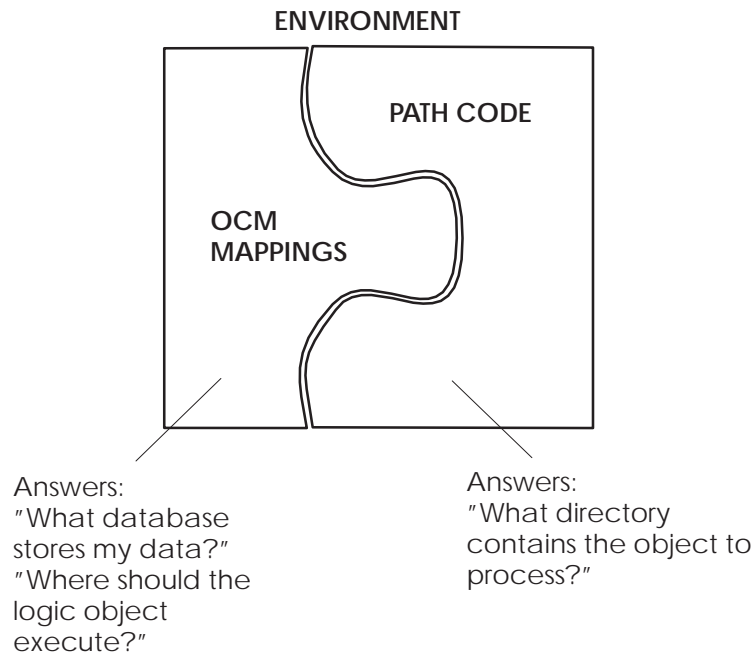 ENVIRONMENT
PATH CODE
OCM
MAPPINGS
Answers:
"What database
stores my data?"
"Where should the
logic object
execute?"
Answers:
"What directory
contains the object to
process?"